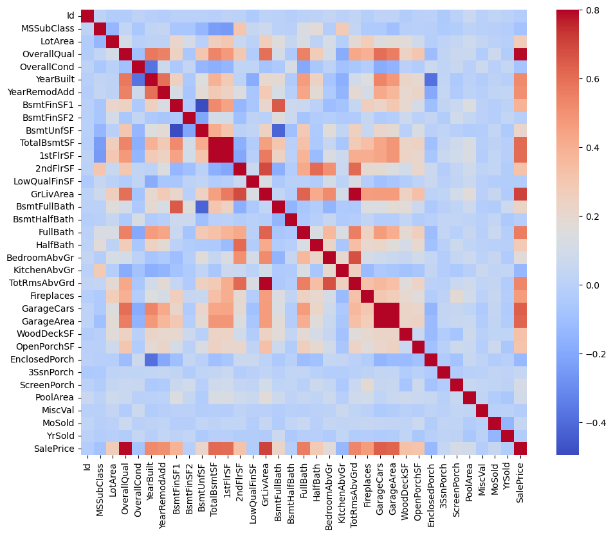 Id
MSSubClass
LotArea
OverallQual
OverallCond
YearBuilt
YearRemodAdd
BsmtFinSF1
BsmtFinSF2
BsmtUnfSF
TotalBsmtSF
1stFlrSF
2ndFlrSF
LowQualFinSF
GrLivArea
BsmtFullBath
BsmtHalfBath
FullBath
HalfBath
BedroomAbvGr
KitchenAbvGr
TotRmsAbvGrd
Fireplaces
GarageCars
GarageArea
WoodDeckSF
OpenPorchSF
EnclosedPorch
3SsnPorch
ScreenPorch
PoolArea
MiscVal
MoSold
YrSold
SalePrice
Id
MSSubClass
LotArea
OverallQual
OverallCond
YearBuilt
YearRemodAdd
BsmtFinSF1
BsmtFinSF2
BsmtUnfSF
TotalBsmtSF
1stFlrSF
2ndFlrSF
LowQualFinSF
GrLivArea
BsmtFullBath
BsmtHalfBath
FullBath
HalfBath
BedroomAbvGr
KitchenAbvGr
TotRmsAbvGrd
Fireplaces
GarageCars
GarageArea
WoodDeckSF
OpenPorchSF
EnclosedPorch
3SsnPorch
ScreenPorch
PoolArea
MiscVal
MoSold
YrSold
SalePrice
0.8
0.6
0.4
0.2
0.0
−0.2
−0.4